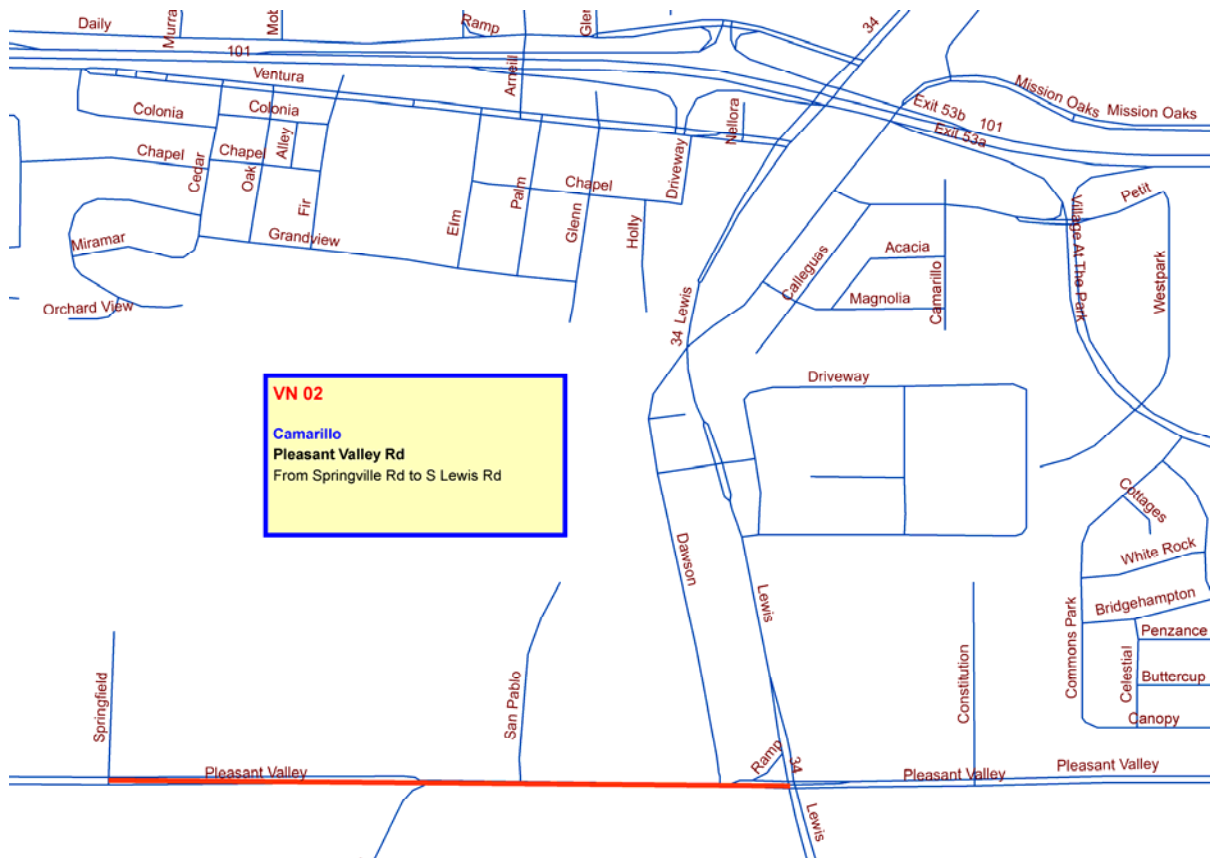 Daily
Murra
Mob
Ramp
Glen
34
101
Ventura
Arneill
Colonia
Colonia
Nellora
Exit 53b
101
Exit 53a
Mission Oaks
Mission Oaks
Chapel
Chapel
Alley
Cedar
Oak
Fir
Elm
Palm
Chapel
Glenn
Holly
Driveway
Petit
Village At The Park
Westpark
Miramar
Grandview
Acacia
Calleguas
Magnolia
Camarillo
Orchard View
34 Lewis
VN 02
Camarillo
Pleasant Valley Rd
From Springville Rd to S Lewis Rd
Driveway
Cottages
Dawson
White Rock
Lewis
Bridgehampton
Commons Park
Penzance
Celestial
Buttercup
Canopy
Springfield
San Pablo
Constitution
Pleasant Valley
Ramp
34
Pleasant Valley
Pleasant Valley
Lewis